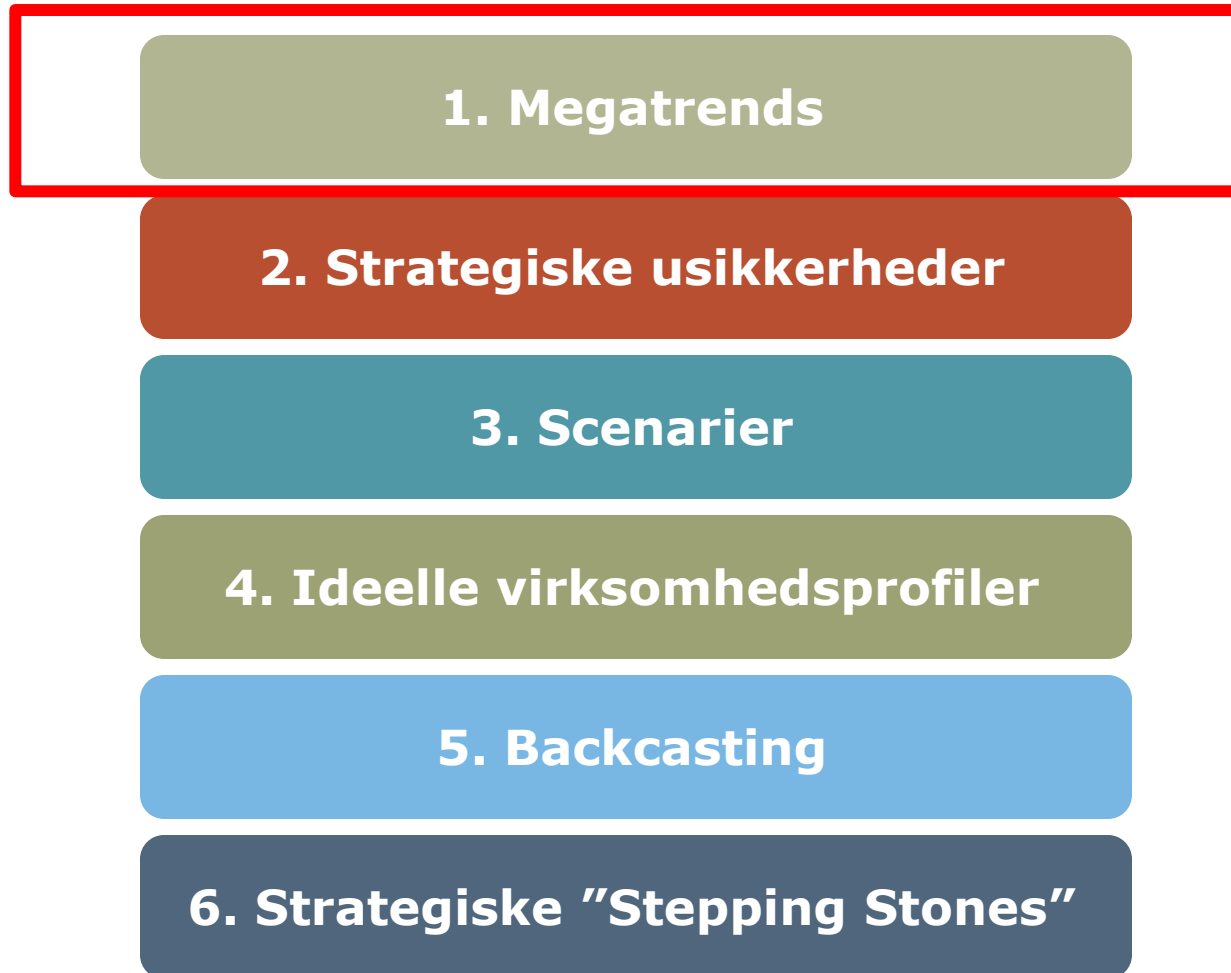 1. Megatrends
2. Strategiske usikkerheder
3. Scenarier
4. Ideelle virksomhedsprofiler
5. Backcasting
6. Strategiske ”Stepping Stones”